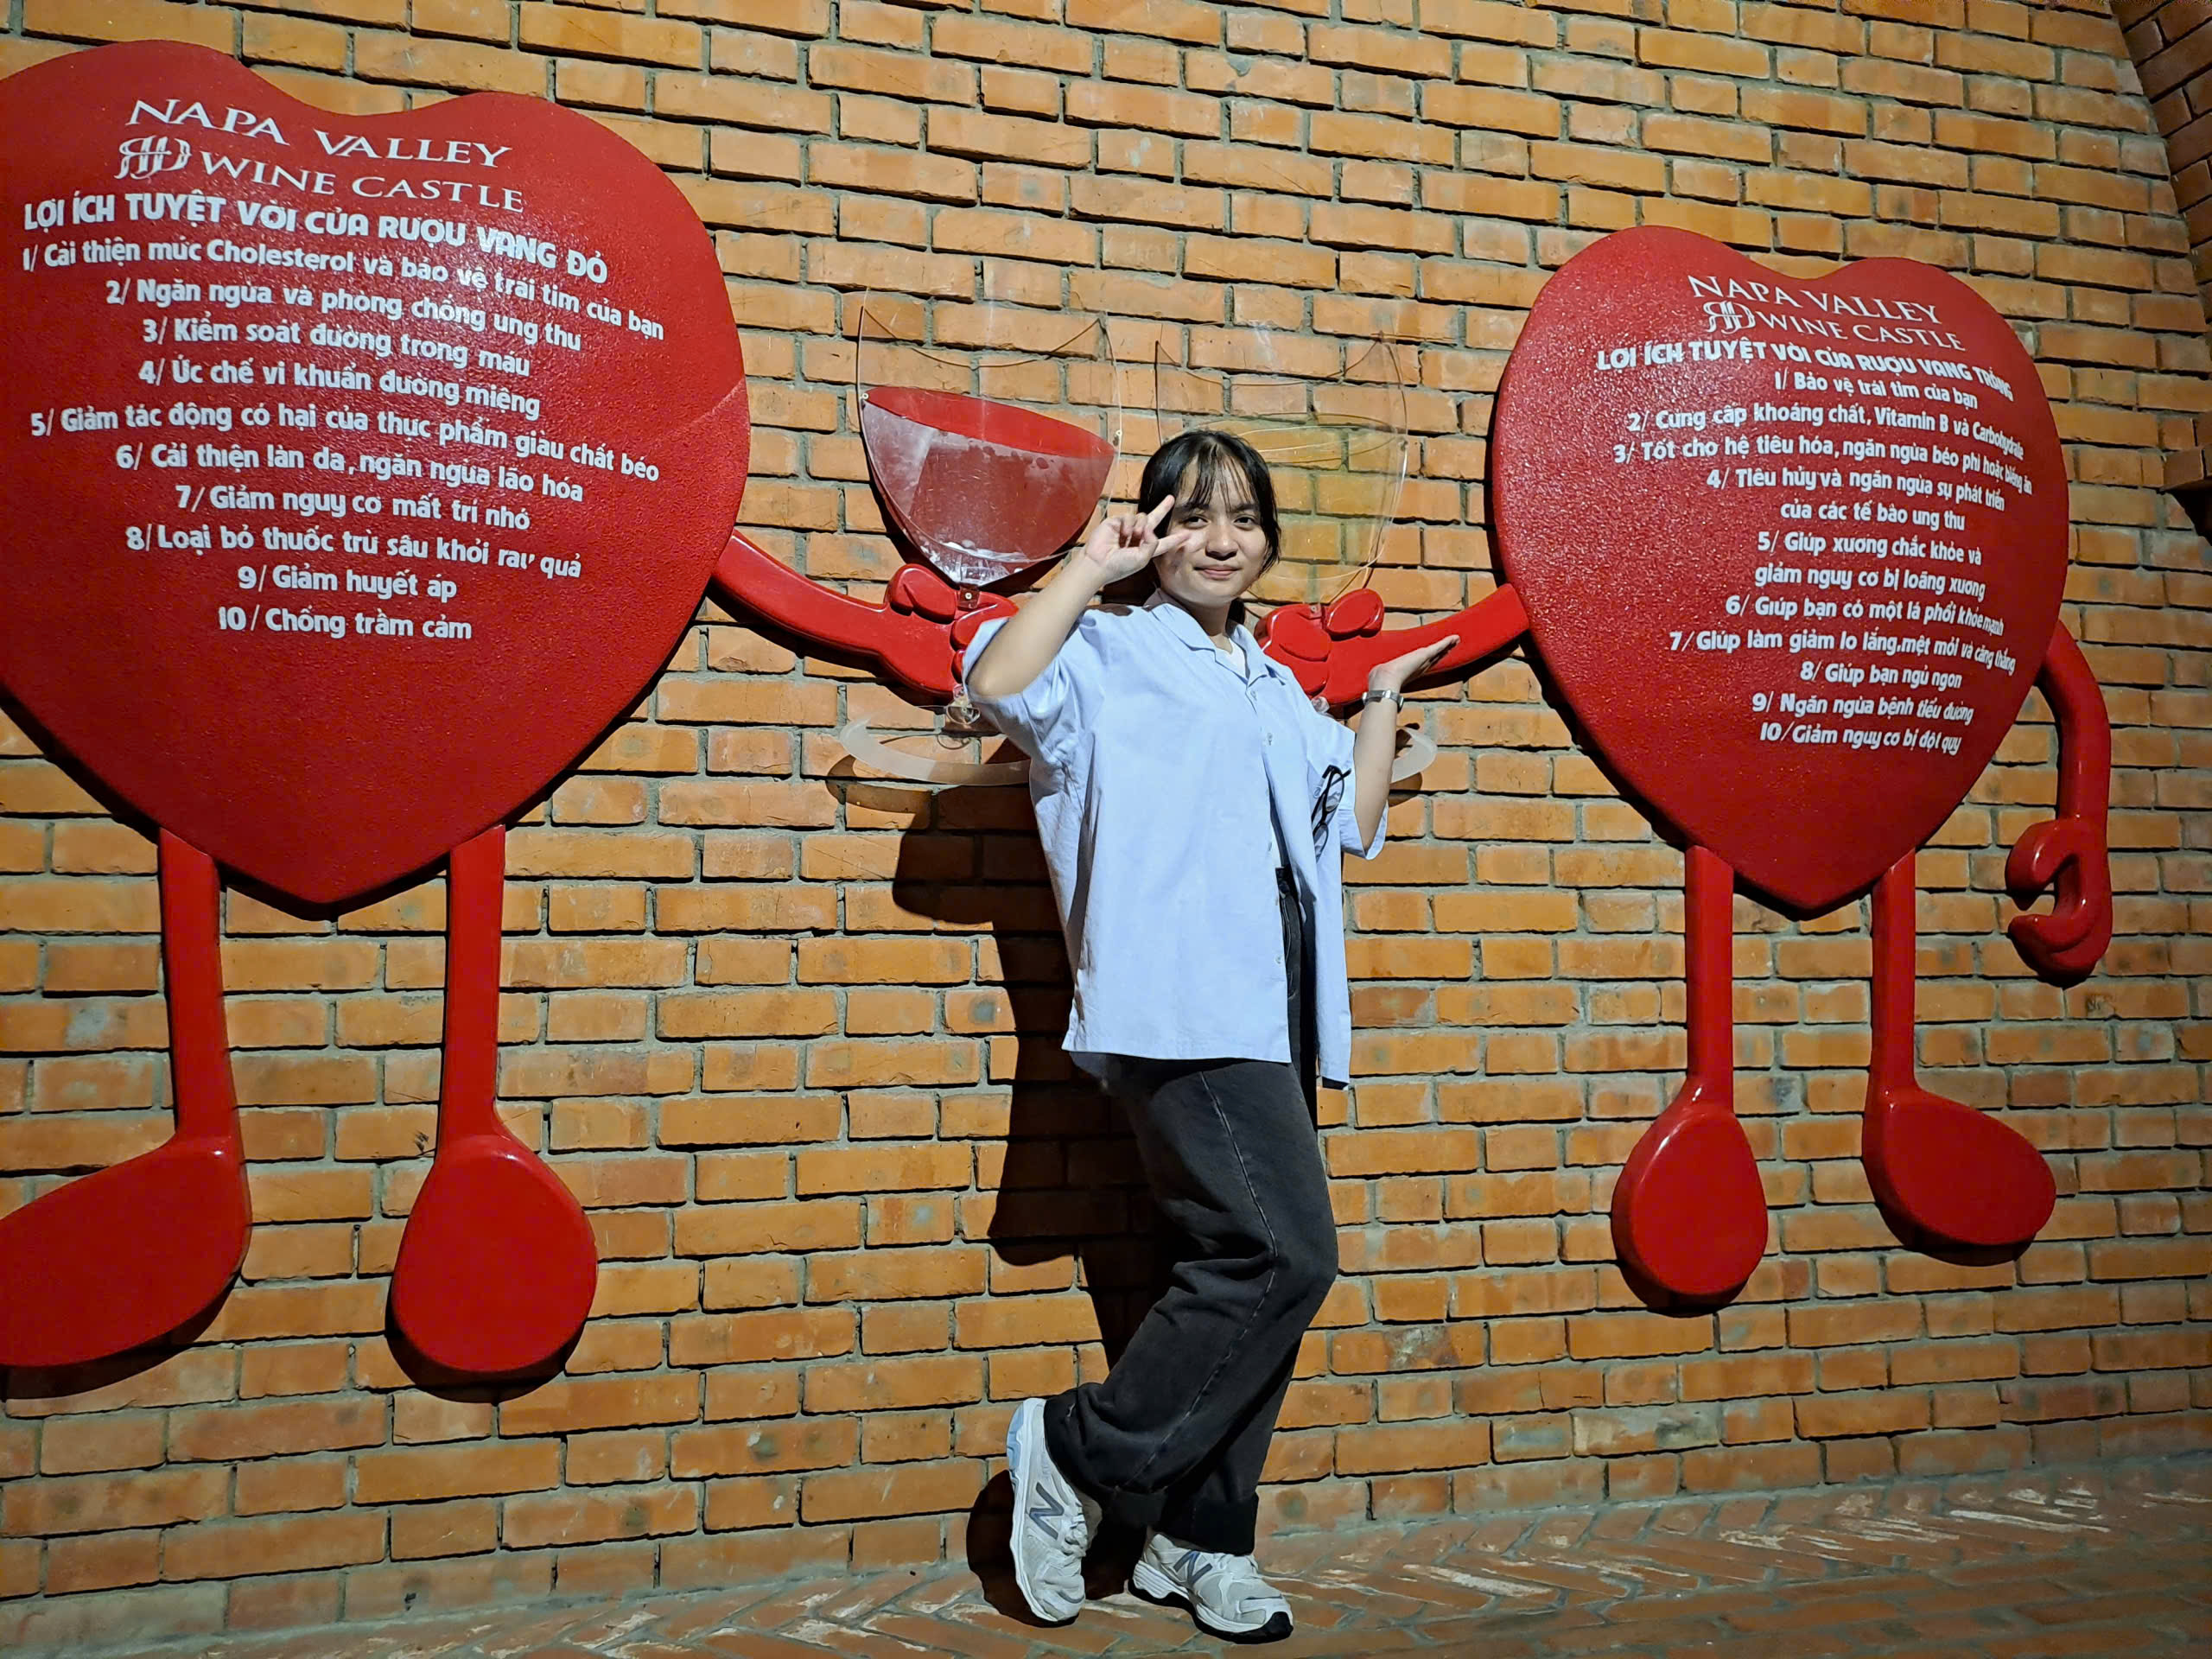 NAPA VALLEY
RD WINE CASTLE
LỢI ÍCH TUYỆT VỜI CỦA RƯỢU VANG ĐỎ
1/ Cải thiện mức Cholesterol và bảo vệ trái tim của bạn
2/ Ngăn ngừa và phòng chống ung thu
3/ Kiểm soát đường trong máu
4/ Ức chế vi khuẩn đường miệng
5/ Giảm tác động có hại của thực phẩm giàu chất béo
6/ Cải thiện làn da, ngăn ngừa lão hóa
7/ Giảm nguy cơ mất trí nhớ
8/ Loại bỏ thuốc trừ sâu khỏi rau quả
9/ Giảm huyết áp
10/ Chống trầm cảm
NAPA VALLEY
RD WINE CASTLE
LỢI ÍCH TUYỆT VỜI CỦA RƯỢU VANG TRẮNG
1/ Bảo vệ trái tim của bạn
2/ Cung cấp khoáng chất, Vitamin B và Carbohydrate
3/ Tốt cho hệ tiêu hóa, ngăn ngừa béo phì hoặc biếng ăn
4/ Tiêu hủy và ngăn ngừa sự phát triển
của các tế bào ung thu
5/ Giúp xương chắc khỏe và
giảm nguy cơ bị loãng xương
6/ Giúp bạn có một lá phổi khỏe mạnh
7/ Giúp làm giảm lo lắng, mệt mỏi và căng thẳng
8/ Giúp bạn ngủ ngon
9/ Ngăn ngừa bệnh tiểu đường
10/ Giảm nguy cơ bị đột quỵ
N
N